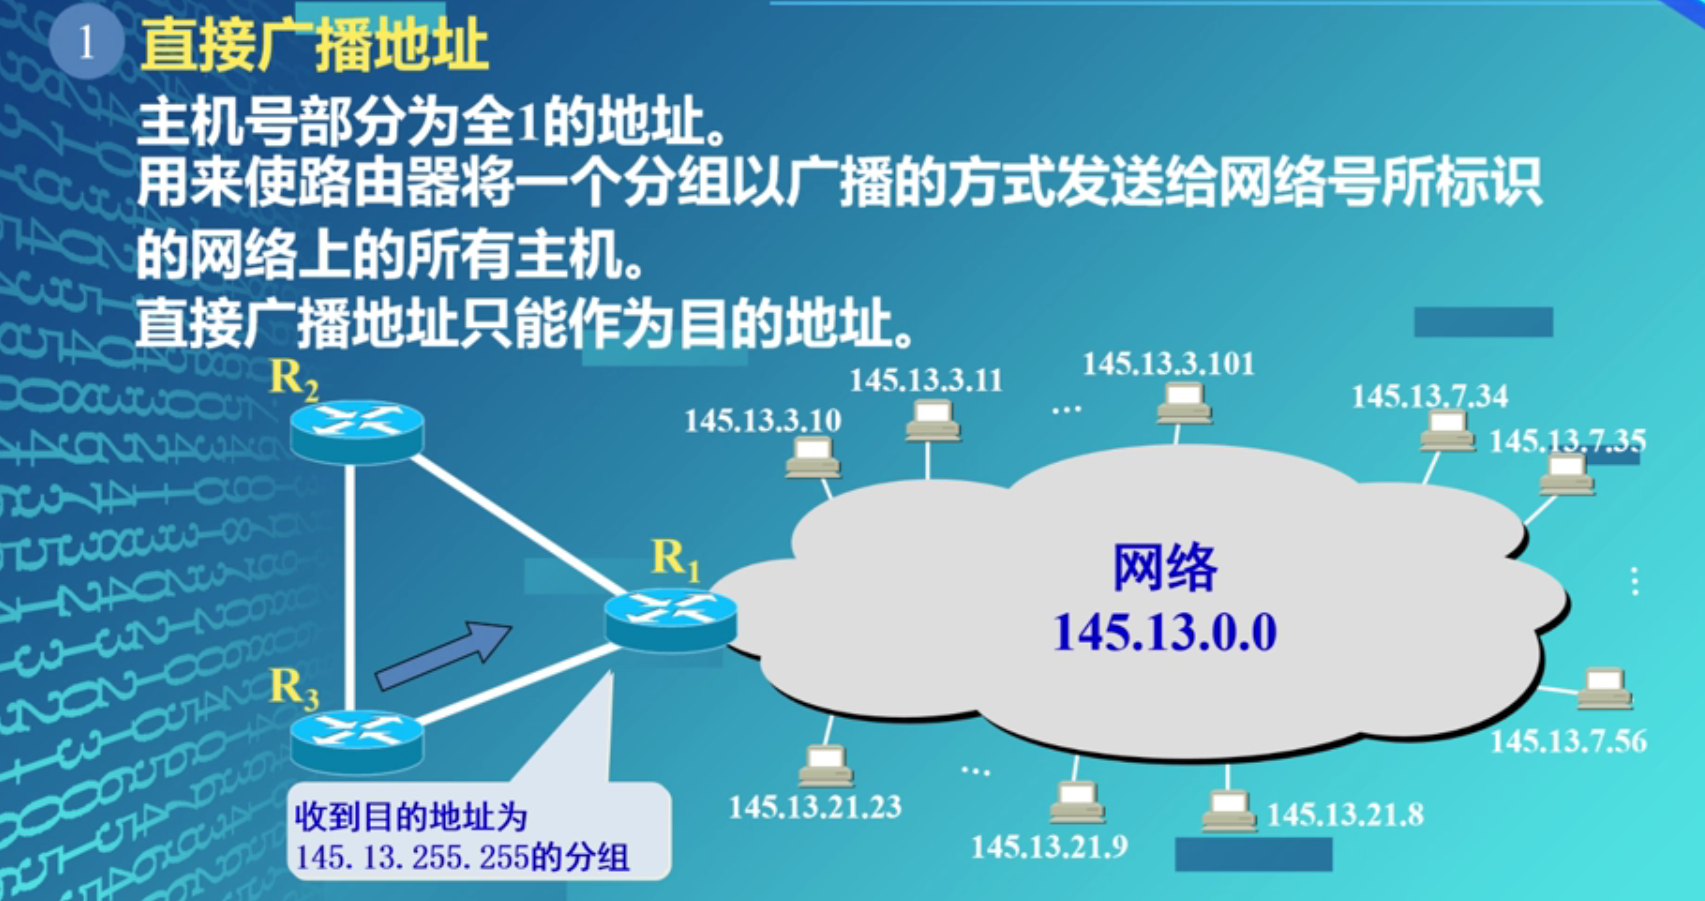 1 直接广播地址
主机号部分为全1的地址。
用来使路由器将一个分组以广播的方式发送给网络号所标识
的网络上的所有主机。
直接广播地址只能作为目的地址。
R2
145.13.3.10
145.13.3.11
...
145.13.3.101
145.13.7.34
145.13.7.35
R1
网络
145.13.0.0
⋮
R3
145.13.7.56
收到目的地址为
145.13.255.255的分组
145.13.21.23
...
145.13.21.9
145.13.21.8